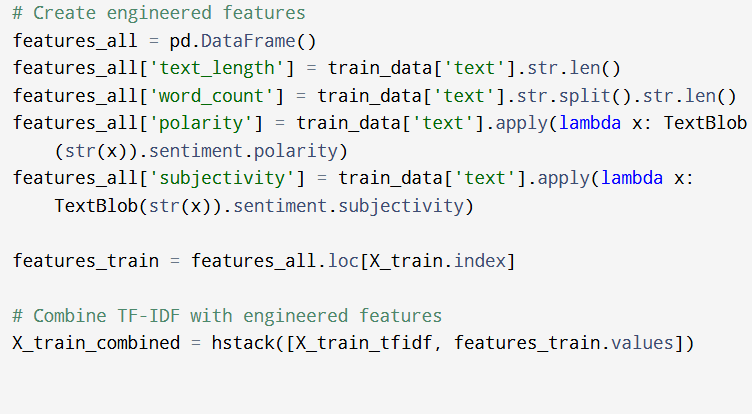 # Create engineered features
features_all = pd.DataFrame()
features_all['text_length'] = train_data['text'].str.len()
features_all['word_count'] = train_data['text'].str.split().str.len()
features_all['polarity'] = train_data['text'].apply(lambda x: TextBlob
(str(x)).sentiment.polarity)
features_all['subjectivity'] = train_data['text'].apply(lambda x:
TextBlob(str(x)).sentiment.subjectivity)
features_train = features_all.loc[X_train.index]
# Combine TF-IDF with engineered features
X_train_combined = hstack([X_train_tfidf, features_train.values])